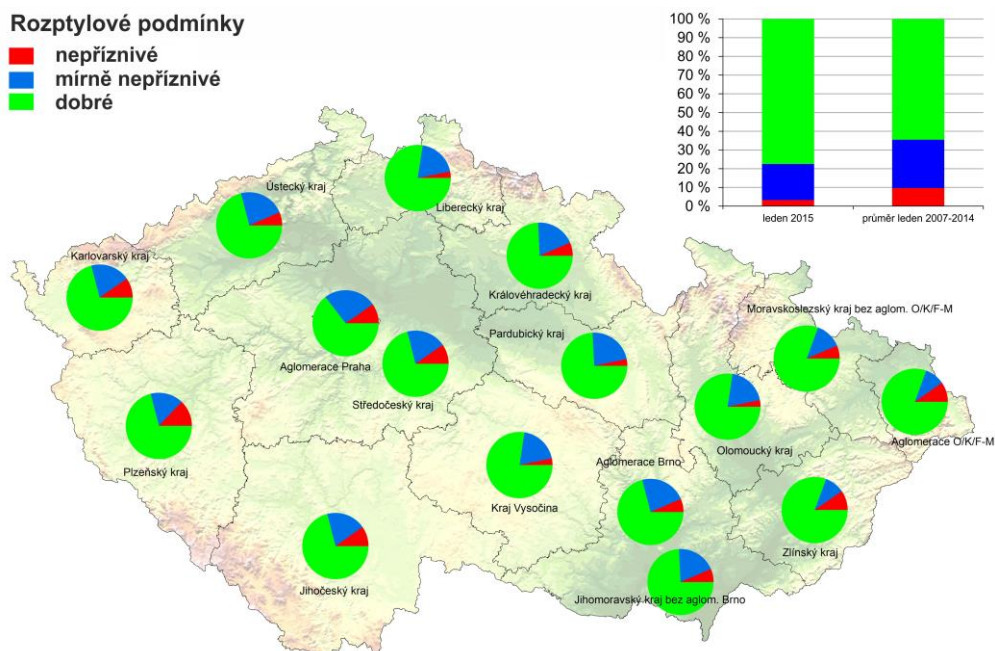 Rozptylové podmínky
nepříznivé
mírně nepříznivé
dobré
100 %
90 %
80 %
70 %
60 %
50 %
40 %
30 %
20 %
10 %
0 %
leden 2015
průměr leden 2007-2014
Ústecký kraj
Liberecký kraj
Karlovarský kraj
Královéhradecký kraj
Moravskoslezský kraj bez aglom. O/K/F-M
Pardubický kraj
Aglomerace Praha
Středočeský kraj
Aglomerace O/K/F-M
Olomoucký kraj
Plzeňský kraj
Aglomerace Brno
Kraj Vysočina
Zlínský kraj
Jihočeský kraj
Jihomoravský kraj bez aglom. Brno